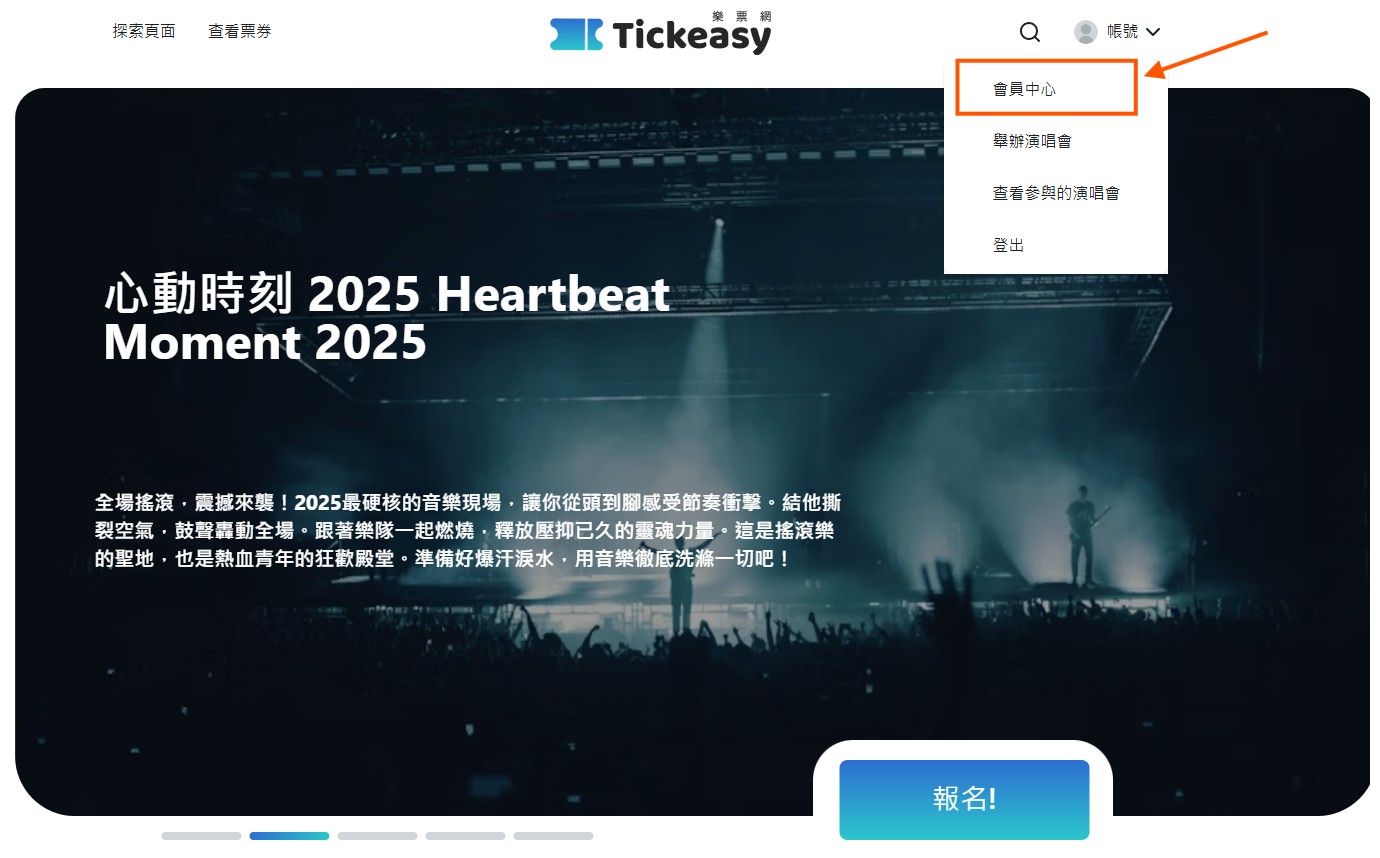 探索頁面
查看票券
樂票網
Tickeasy
帳號
會員中心
舉辦演唱會
查看參與的演唱會
登出
心動時刻 2025 Heartbeat
Moment 2025
全場搖滾，震撼來襲！2025最硬核的音樂現場，讓你從頭到腳感受節奏衝擊。結他撕
裂空氣，鼓聲轟動全場。跟著樂隊一起燃燒，釋放壓抑已久的靈魂力量。這是搖滾樂
的聖地，也是熱血青年的狂歡殿堂。準備好爆汗淚水，用音樂徹底洗滌一切吧！
報名!